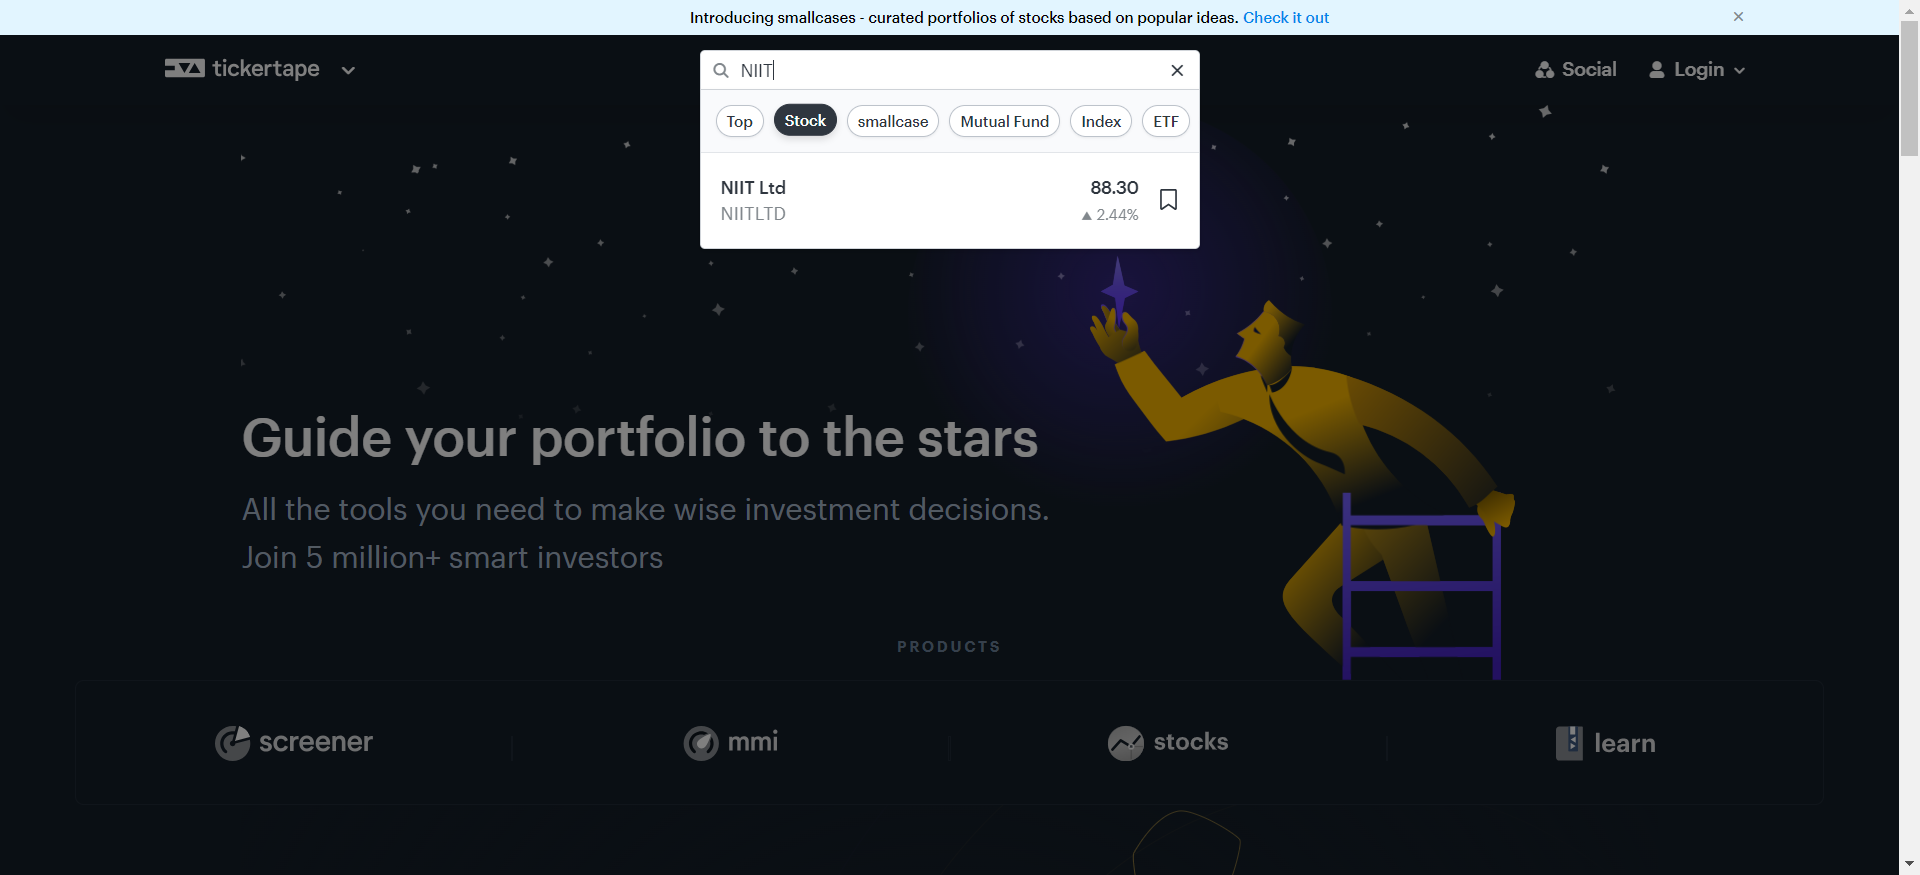 Introducing smallcases - curated portfolios of stocks based on popular ideas. Check it out
tickertape
NIIT
Social
Login
Top
Stock
smallcase
Mutual Fund
Index
ETF
NIIT Ltd
88.30
NIITLTD
▲ 2.44%
Guide your portfolio to the stars
All the tools you need to make wise investment decisions.
Join 5 million+ smart investors
PRODUCTS
screener
mmi
stocks
learn